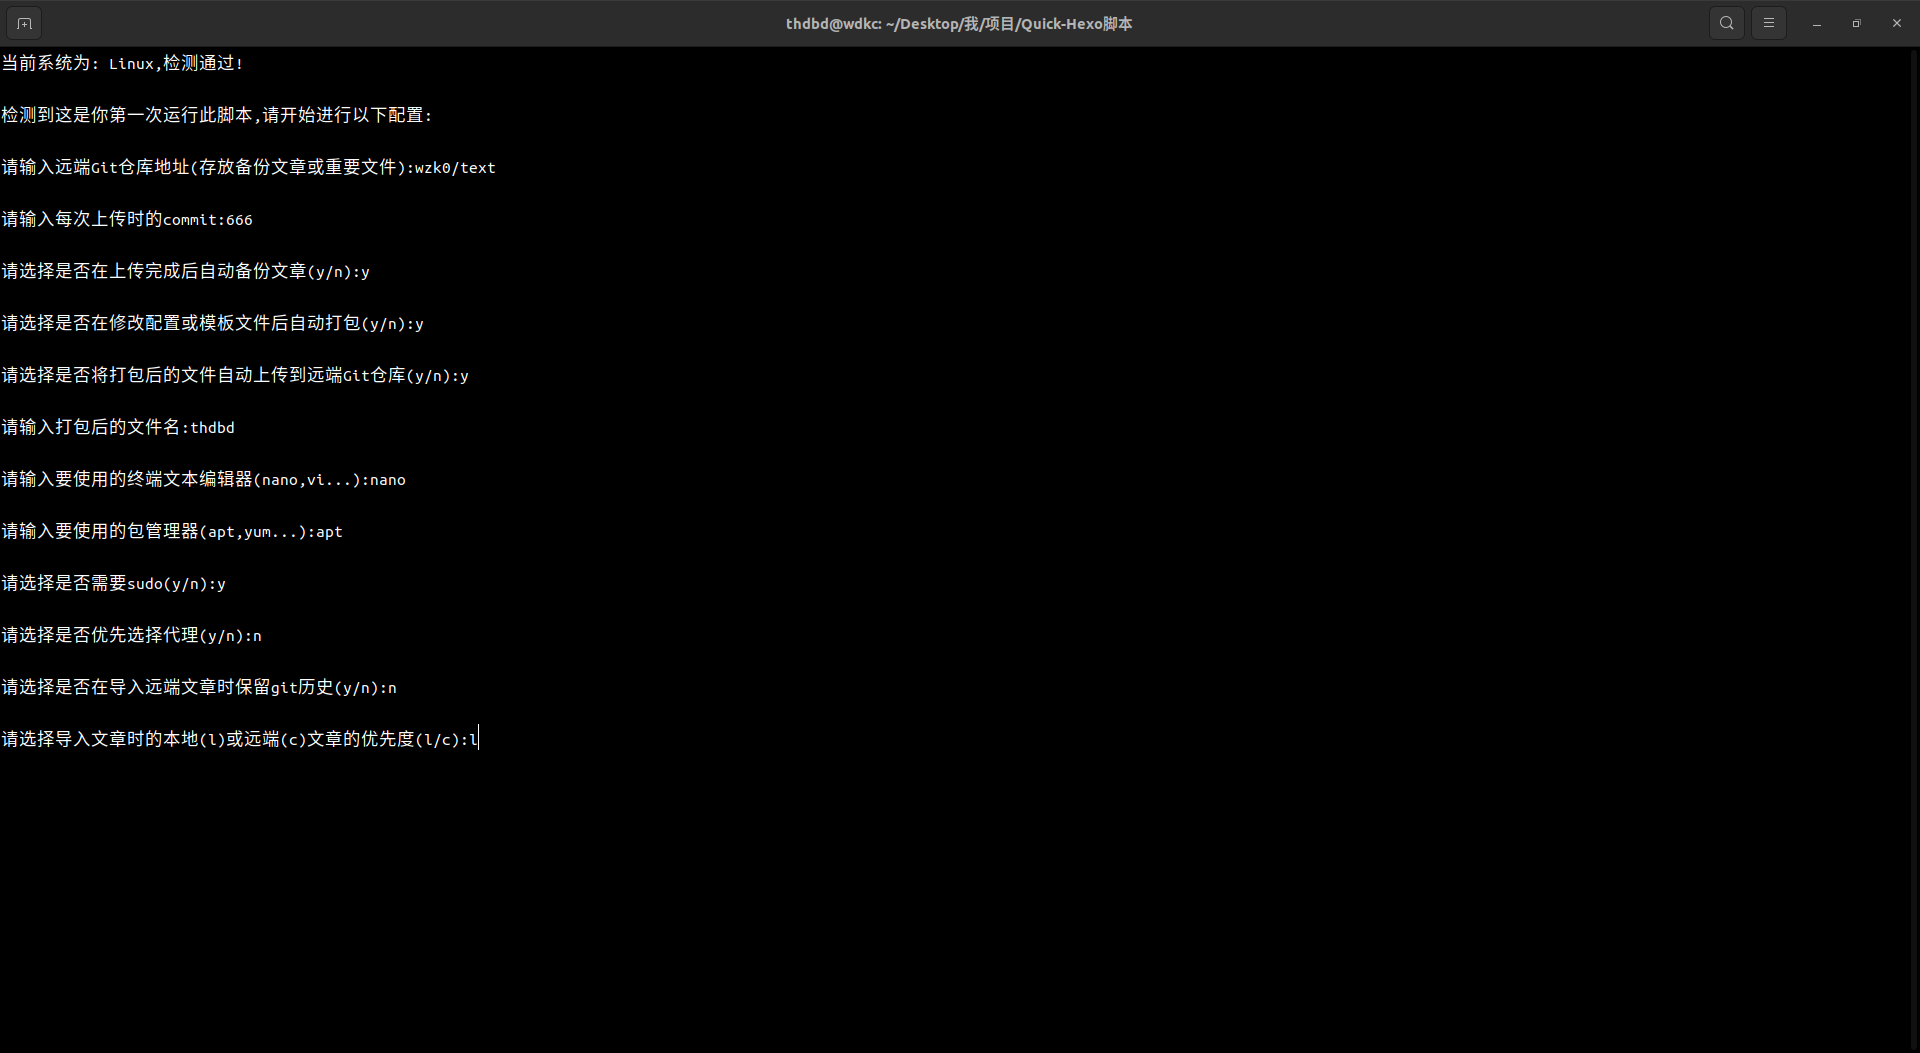 thdbd@wdkc: ~/Desktop/我/项目/Quick-Hexo脚本
当前系统为: Linux,检测通过!
检测到这是你第一次运行此脚本,请开始进行以下配置:
请输入远端Git仓库地址(存放备份文章或重要文件):wzk0/text
请输入每次上传时的commit:666
请选择是否在上传完成后自动备份文章(y/n):y
请选择是否在修改配置或模板文件后自动打包(y/n):y
请选择是否将打包后的文件自动上传到远端Git仓库(y/n):y
请输入打包后的文件名:thdbd
请输入要使用的终端文本编辑器(nano,vi...):nano
请输入要使用的包管理器(apt,yum...):apt
请选择是否需要sudo(y/n):y
请选择是否优先选择代理(y/n):n
请选择是否在导入远端文章时保留git历史(y/n):n
请选择导入文章时的本地(l)或远端(c)文章的优先度(l/c):l